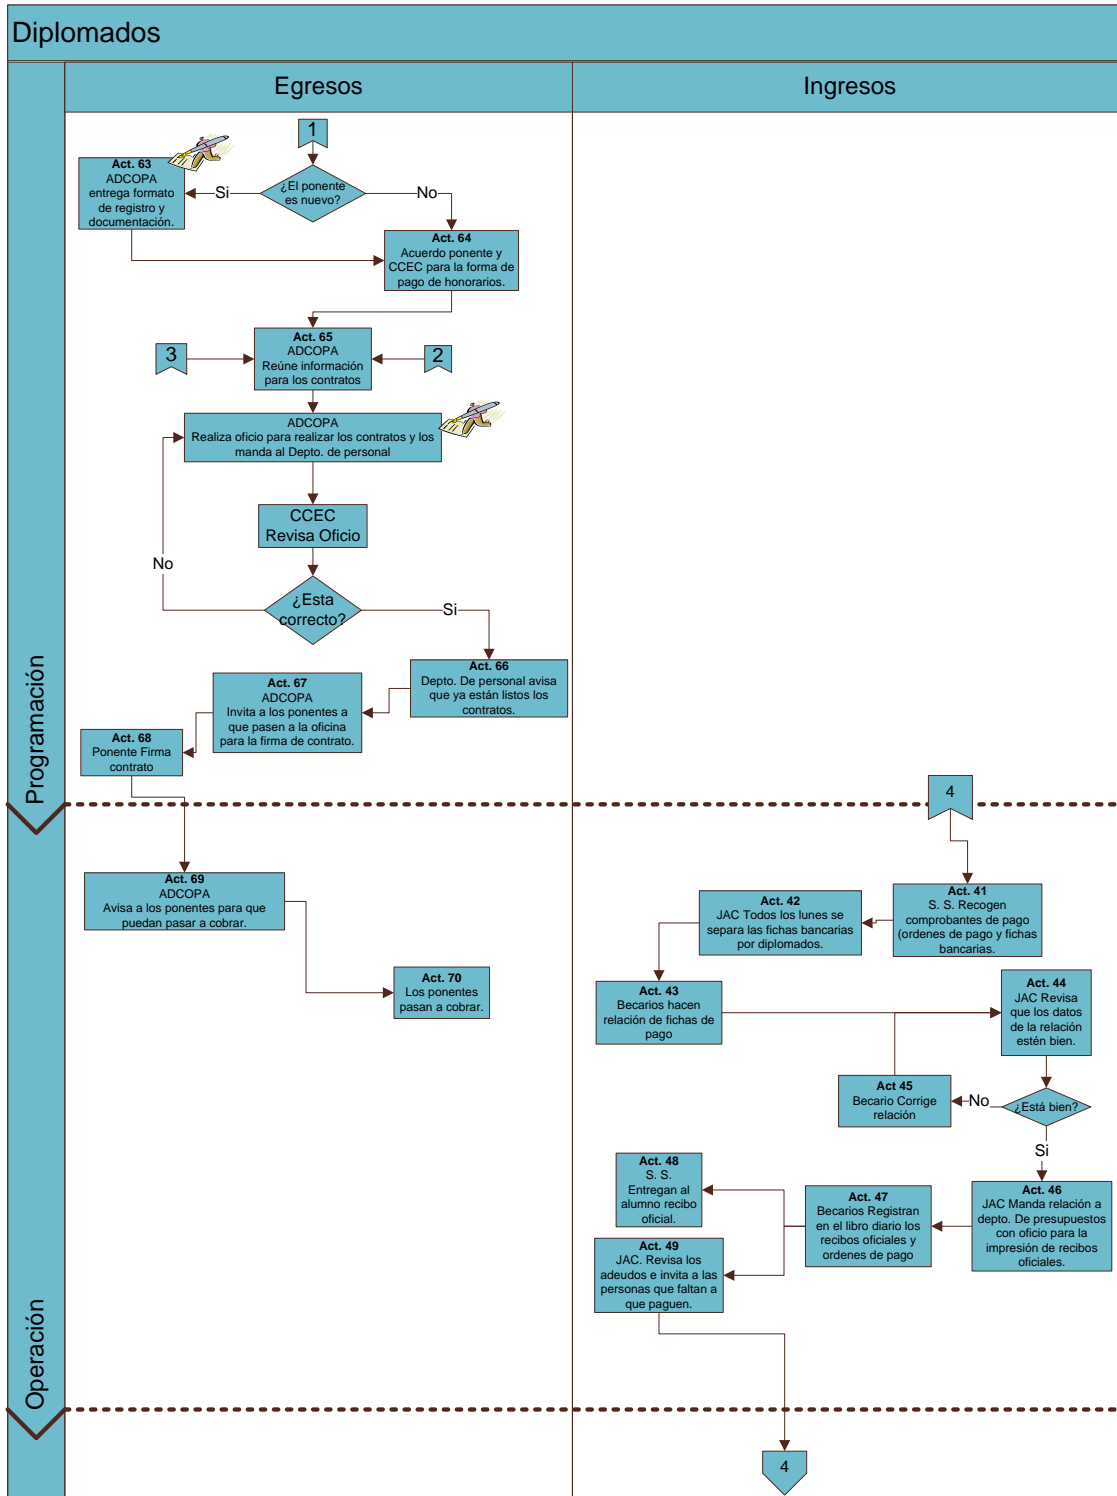 Diplomados
Egresos
Ingresos
Programación
1
¿El ponente
es nuevo?
Si
No
Act. 63
ADCOPA
entrega formato
de registro y
documentación.
Act. 64
Acuerdo ponente y
CCEC para la forma de
pago de honorarios.
Act. 65
ADCOPA
Reúne información
para los contratos
3
2
ADCOPA
Realiza oficio para realizar los contratos y los
manda al Depto. de personal
CCEC
Revisa Oficio
¿Esta
correcto?
No
Si
Act. 66
Depto. De personal avisa
que ya están listos los
contratos.
Act. 67
ADCOPA
Invita a los ponentes a
que pasen a la oficina
para la firma de contrato.
Act. 68
Ponente Firma
contrato
Operación
Act. 69
ADCOPA
Avisa a los ponentes para que
puedan pasar a cobrar.
Act. 70
Los ponentes
pasan a cobrar.
4
Act. 41
S. S. Recogen
comprobantes de pago
(ordenes de pago y fichas
bancarias.
Act. 42
JAC Todos los lunes se
separa las fichas bancarias
por diplomados.
Act. 43
Becarios hacen
relación de fichas de
pago
Act. 44
JAC Revisa
que los datos
de la relación
estén bien.
¿Está bien?
No
Si
Act 45
Becario Corrige
relación
Act. 46
JAC Manda relación a
depto. De presupuestos
con oficio para la
impresión de recibos
oficiales.
Act. 47
Becarios Registran
en el libro diario los
recibos oficiales y
ordenes de pago
Act. 48
S. S.
Entregan al
alumno recibo
oficial.
Act. 49
JAC. Revisa los
adeudos e invita a las
personas que faltan a
que paguen.
4